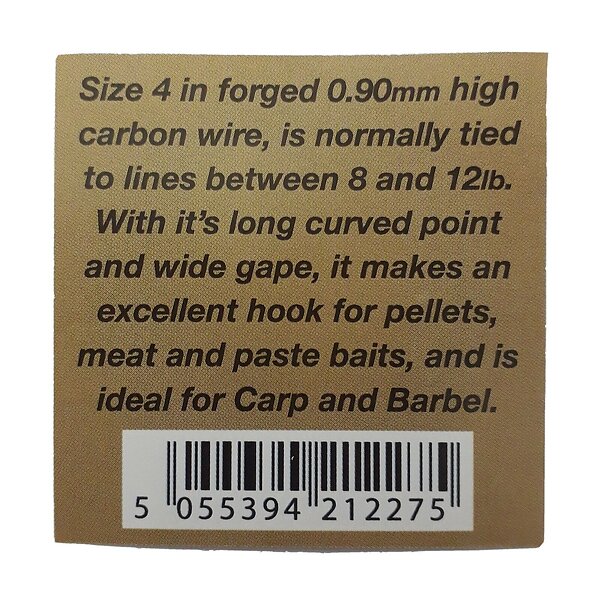 Size 4 in forged 0.90mm high
carbon wire, is normally tied
to lines between 8 and 12lb.
With it's long curved point
and wide gape, it makes an
excellent hook for pellets,
meat and paste baits, and is
ideal for Carp and Barbel.
5 055394 212275